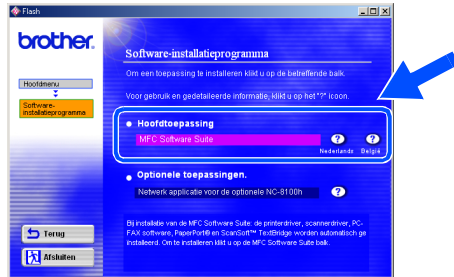 Flash
brother.
Software-installatieprogramma
Om een toepassing te installeren klikt u op de betreffende balk.
Voor gebruik en gedetailleerde informatie, klikt u op het "?" icoon.
Hoofdmenu
Software-
installatieprogramma
Hoofdtoepassing
MFC Software Suite
? ?
Nederlands België
Optionele toepassingen.
Netwerk applicatie voor de optionele NC-8100h
?
Bij installatie van de MFC Software Suite: de printerdriver, scannerdriver, PC-
FAX software, PaperPort® en ScanSoft™ TextBridge worden automatisch ge
installeerd. Om te installeren klikt u op de MFC Software Suite balk.
Terug
Afsluiten